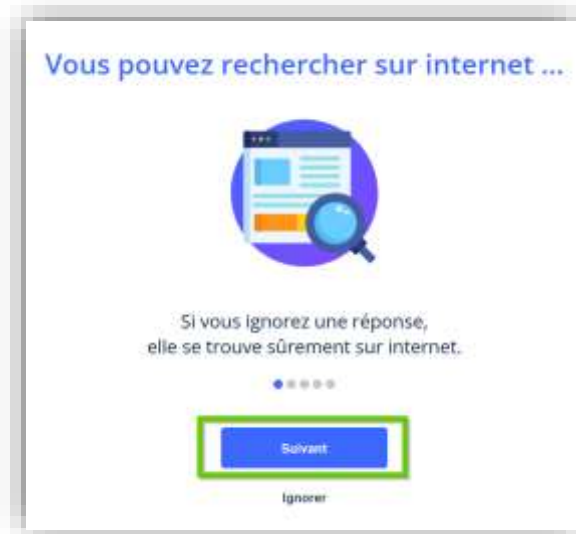 Vous pouvez rechercher sur internet ...
Si vous ignorez une réponse,
elle se trouve sûrement sur internet.
Suivant
Ignorer